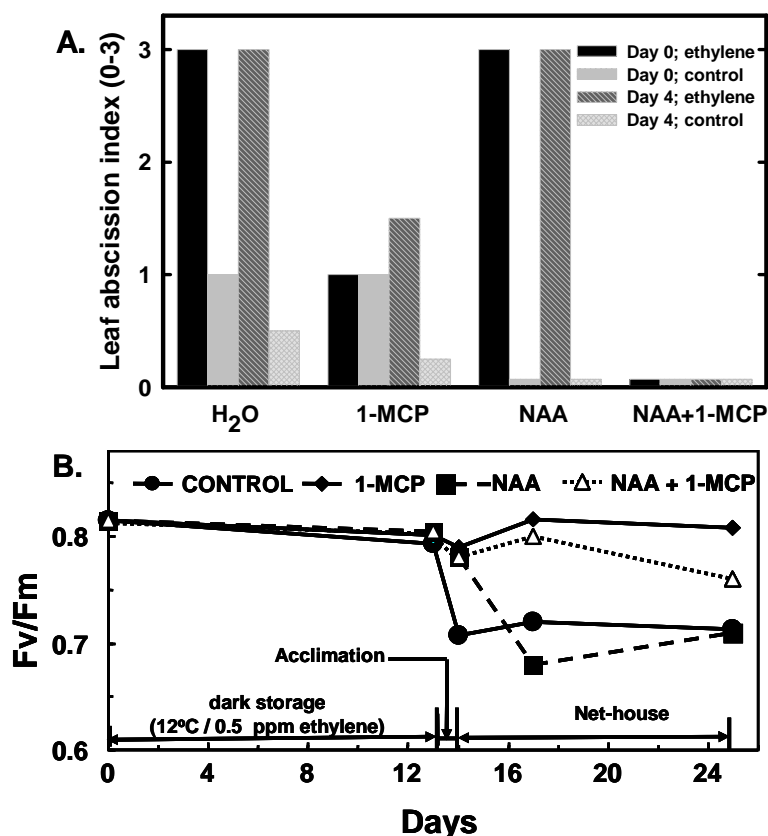 A.
Leaf abscission index (0-3)
3
2
1
0
Day 0; ethylene
Day 0; control
Day 4; ethylene
Day 4; control
H₂O 1-MCP NAA NAA+1-MCP
B.
CONTROL 1-MCP NAA NAA + 1-MCP
Fv/Fm
0.8
0.7
0.6
Acclimation
dark storage
(12ºC / 0.5 ppm ethylene)
Net-house
0 4 8 12 16 20 24
Days